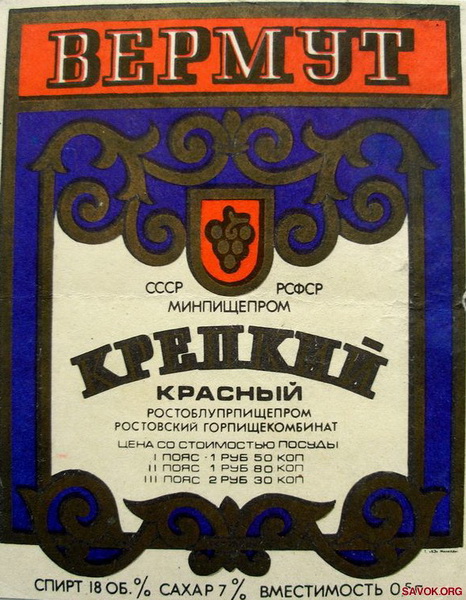 ВЕРМУТ
СССР РСФСР
МИНПИЩЕПРОМ
КРЕПКИЙ
КРАСНЫЙ
РОСТОБЛУПРПИЩЕПРОМ
РОСТОВСКИЙ ГОРПИЩЕКОМБИНАТ
ЦЕНА СО СТОИМОСТЬЮ ПОСУДЫ
I ПОЯС - 1 РУБ 50 КОП
II ПОЯС 1 РУБ 80 КОП
III ПОЯС 2 РУБ 30 КОП
СПИРТ 18 ОБ. % САХАР 7 % ВМЕСТИМОСТЬ
SAVOK.ORG